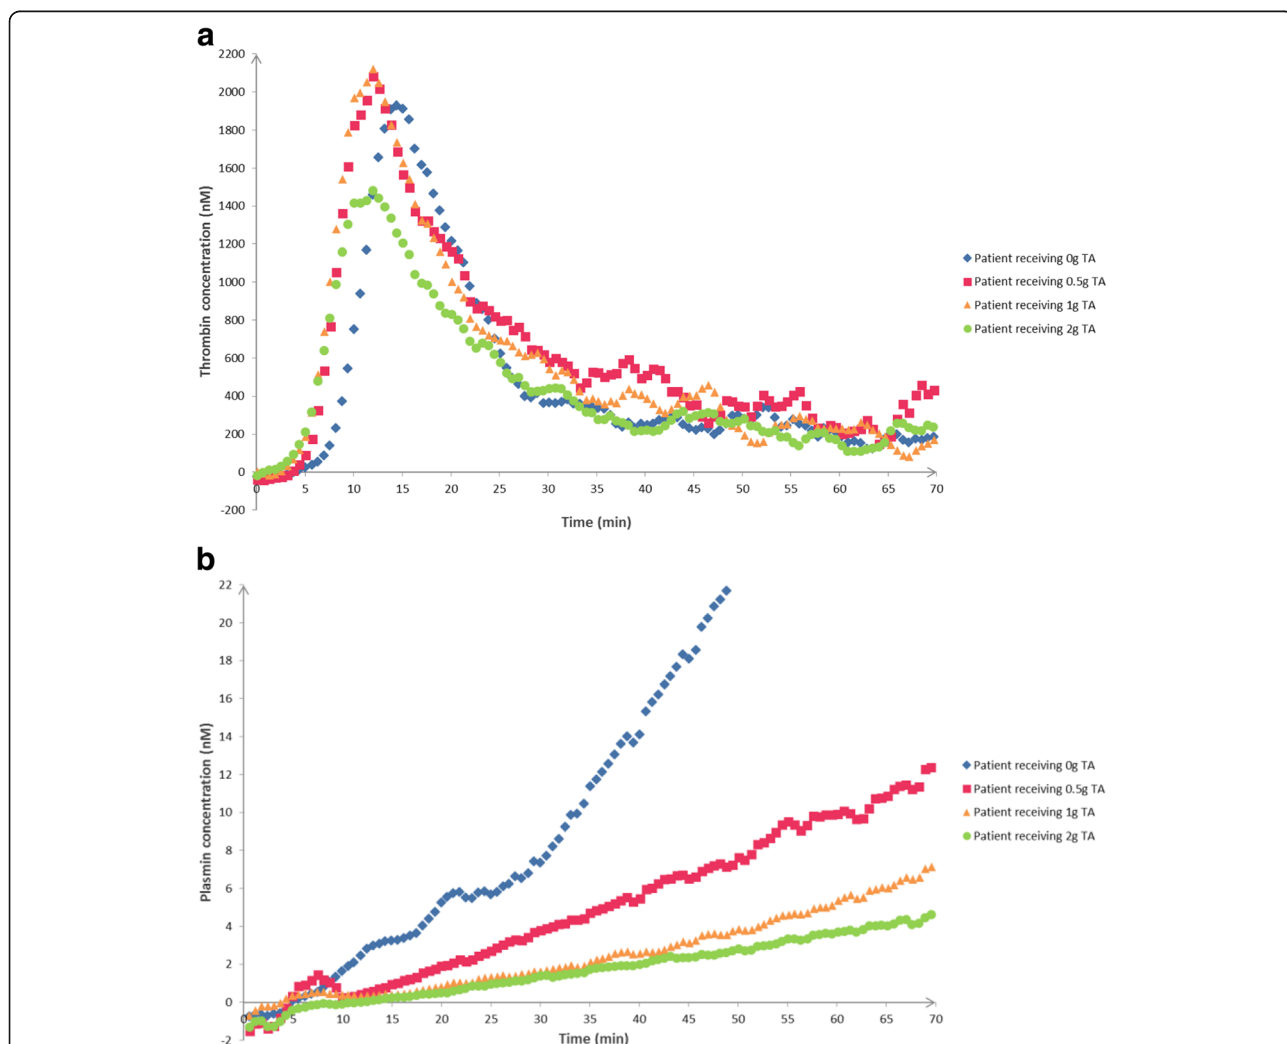 a
2200
2000
1800
1600
1400
1200
1000
800
600
400
200
0
-200
Thrombin concentration (nM)
0 5 10 15 20 25 30 35 40 45 50 55 60 65 70
Time (min)
Patient receiving 0g TA
Patient receiving 0.5g TA
Patient receiving 1g TA
Patient receiving 2g TA
b
22
20
18
16
14
12
10
8
6
4
2
0
-2
Plasmin concentration (nM)
0 5 10 15 20 25 30 35 40 45 50 55 60 65 70
Time (min)
Patient receiving 0g TA
Patient receiving 0.5g TA
Patient receiving 1g TA
Patient receiving 2g TA